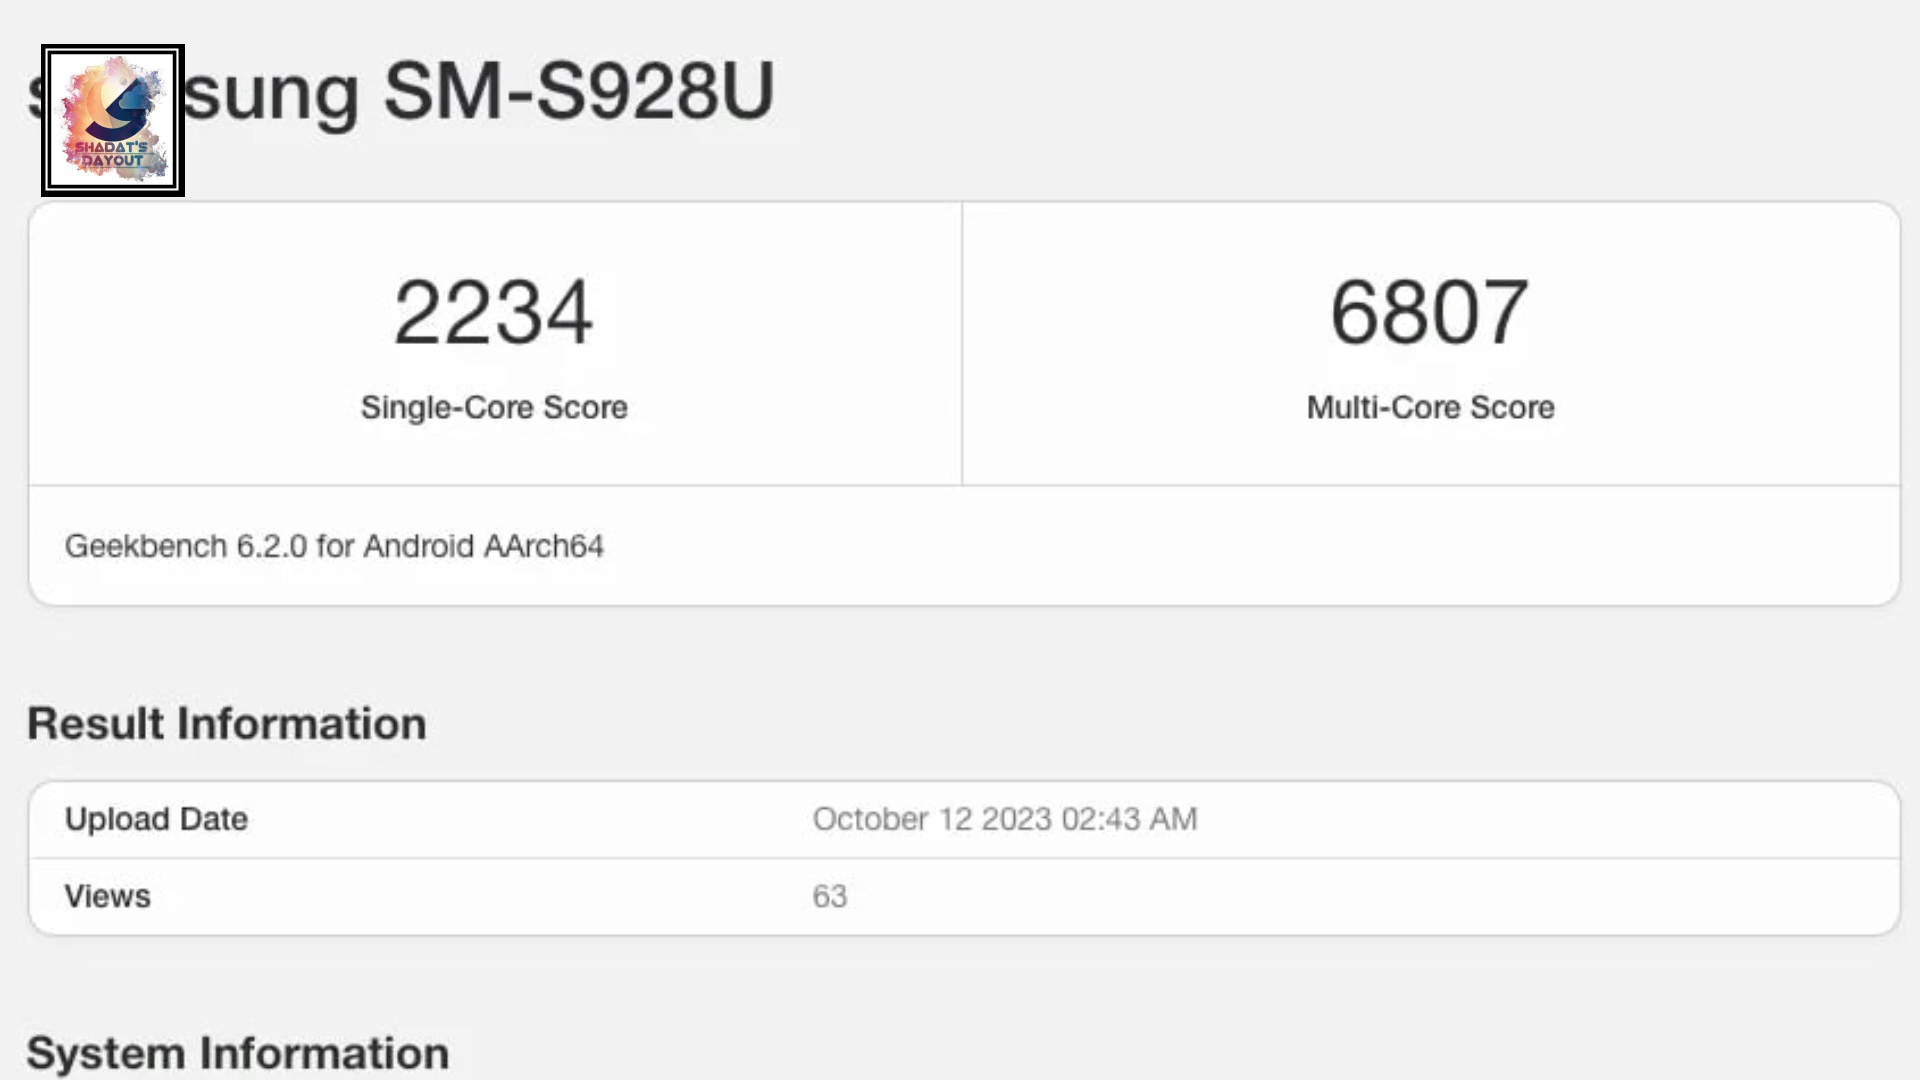 sung SM-S928U
SHADAT'S
DAYOUT
2234
6807
Single-Core Score
Multi-Core Score
Geekbench 6.2.0 for Android AArch64
Result Information
Upload Date
October 12 2023 02:43 AM
Views
63
System Information